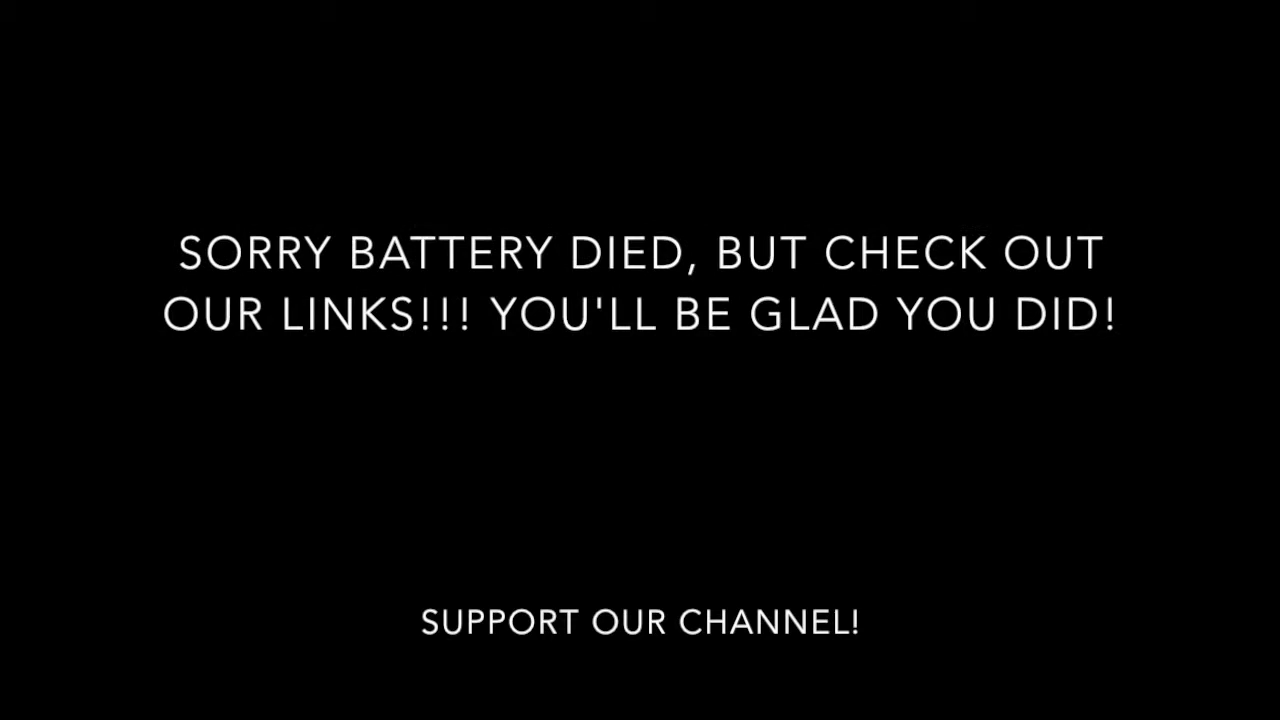 SORRY BATTERY DIED, BUT CHECK OUT
OUR LINKS!!! YOU'LL BE GLAD YOU DID!
SUPPORT OUR CHANNEL!